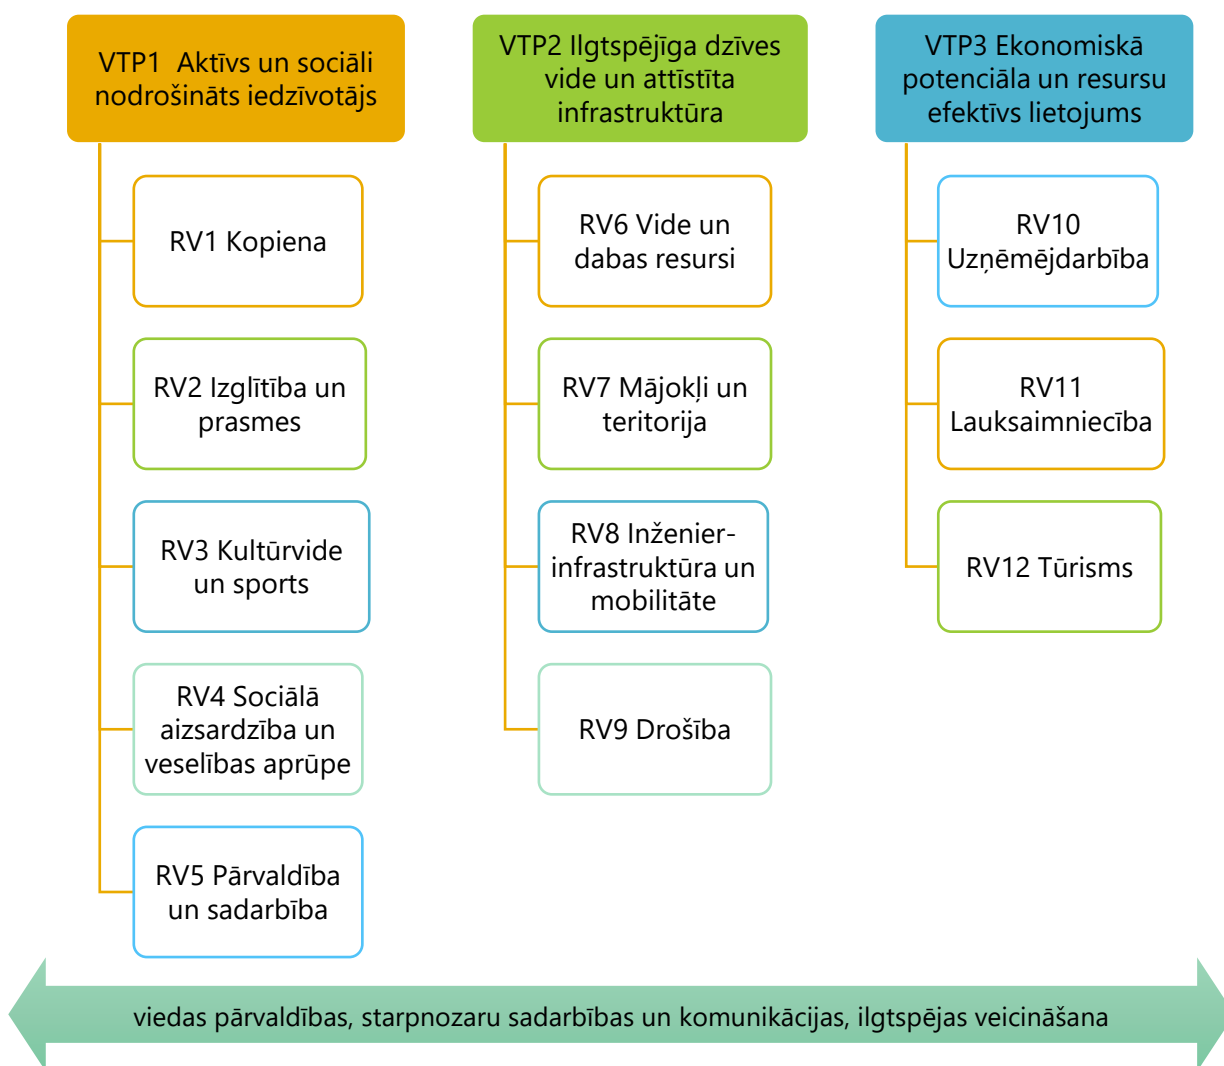 VTP1  Aktīvs un sociāli
nodrošināts iedzīvotājs
RV1 Kopiena
RV2 Izglītība un
prasmes
RV3 Kultūrvide
un sports
RV4 Sociālā
aizsardzība un
veselības aprūpe
RV5 Pārvaldība
un sadarbība
VTP2 Ilgtspējīga dzīves
vide un attīstīta
infrastruktūra
RV6 Vide un
dabas resursi
RV7 Mājokļi un
teritorija
RV8 Inženier-
infrastruktūra un
mobilitāte
RV9 Drošība
VTP3 Ekonomiskā
potenciāla un resursu
efektīvs lietojums
RV10
Uzņēmējdarbība
RV11
Lauksaimniecība
RV12 Tūrisms
viedas pārvaldības, starpnozaru sadarbības un komunikācijas, ilgtspējas veicināšana